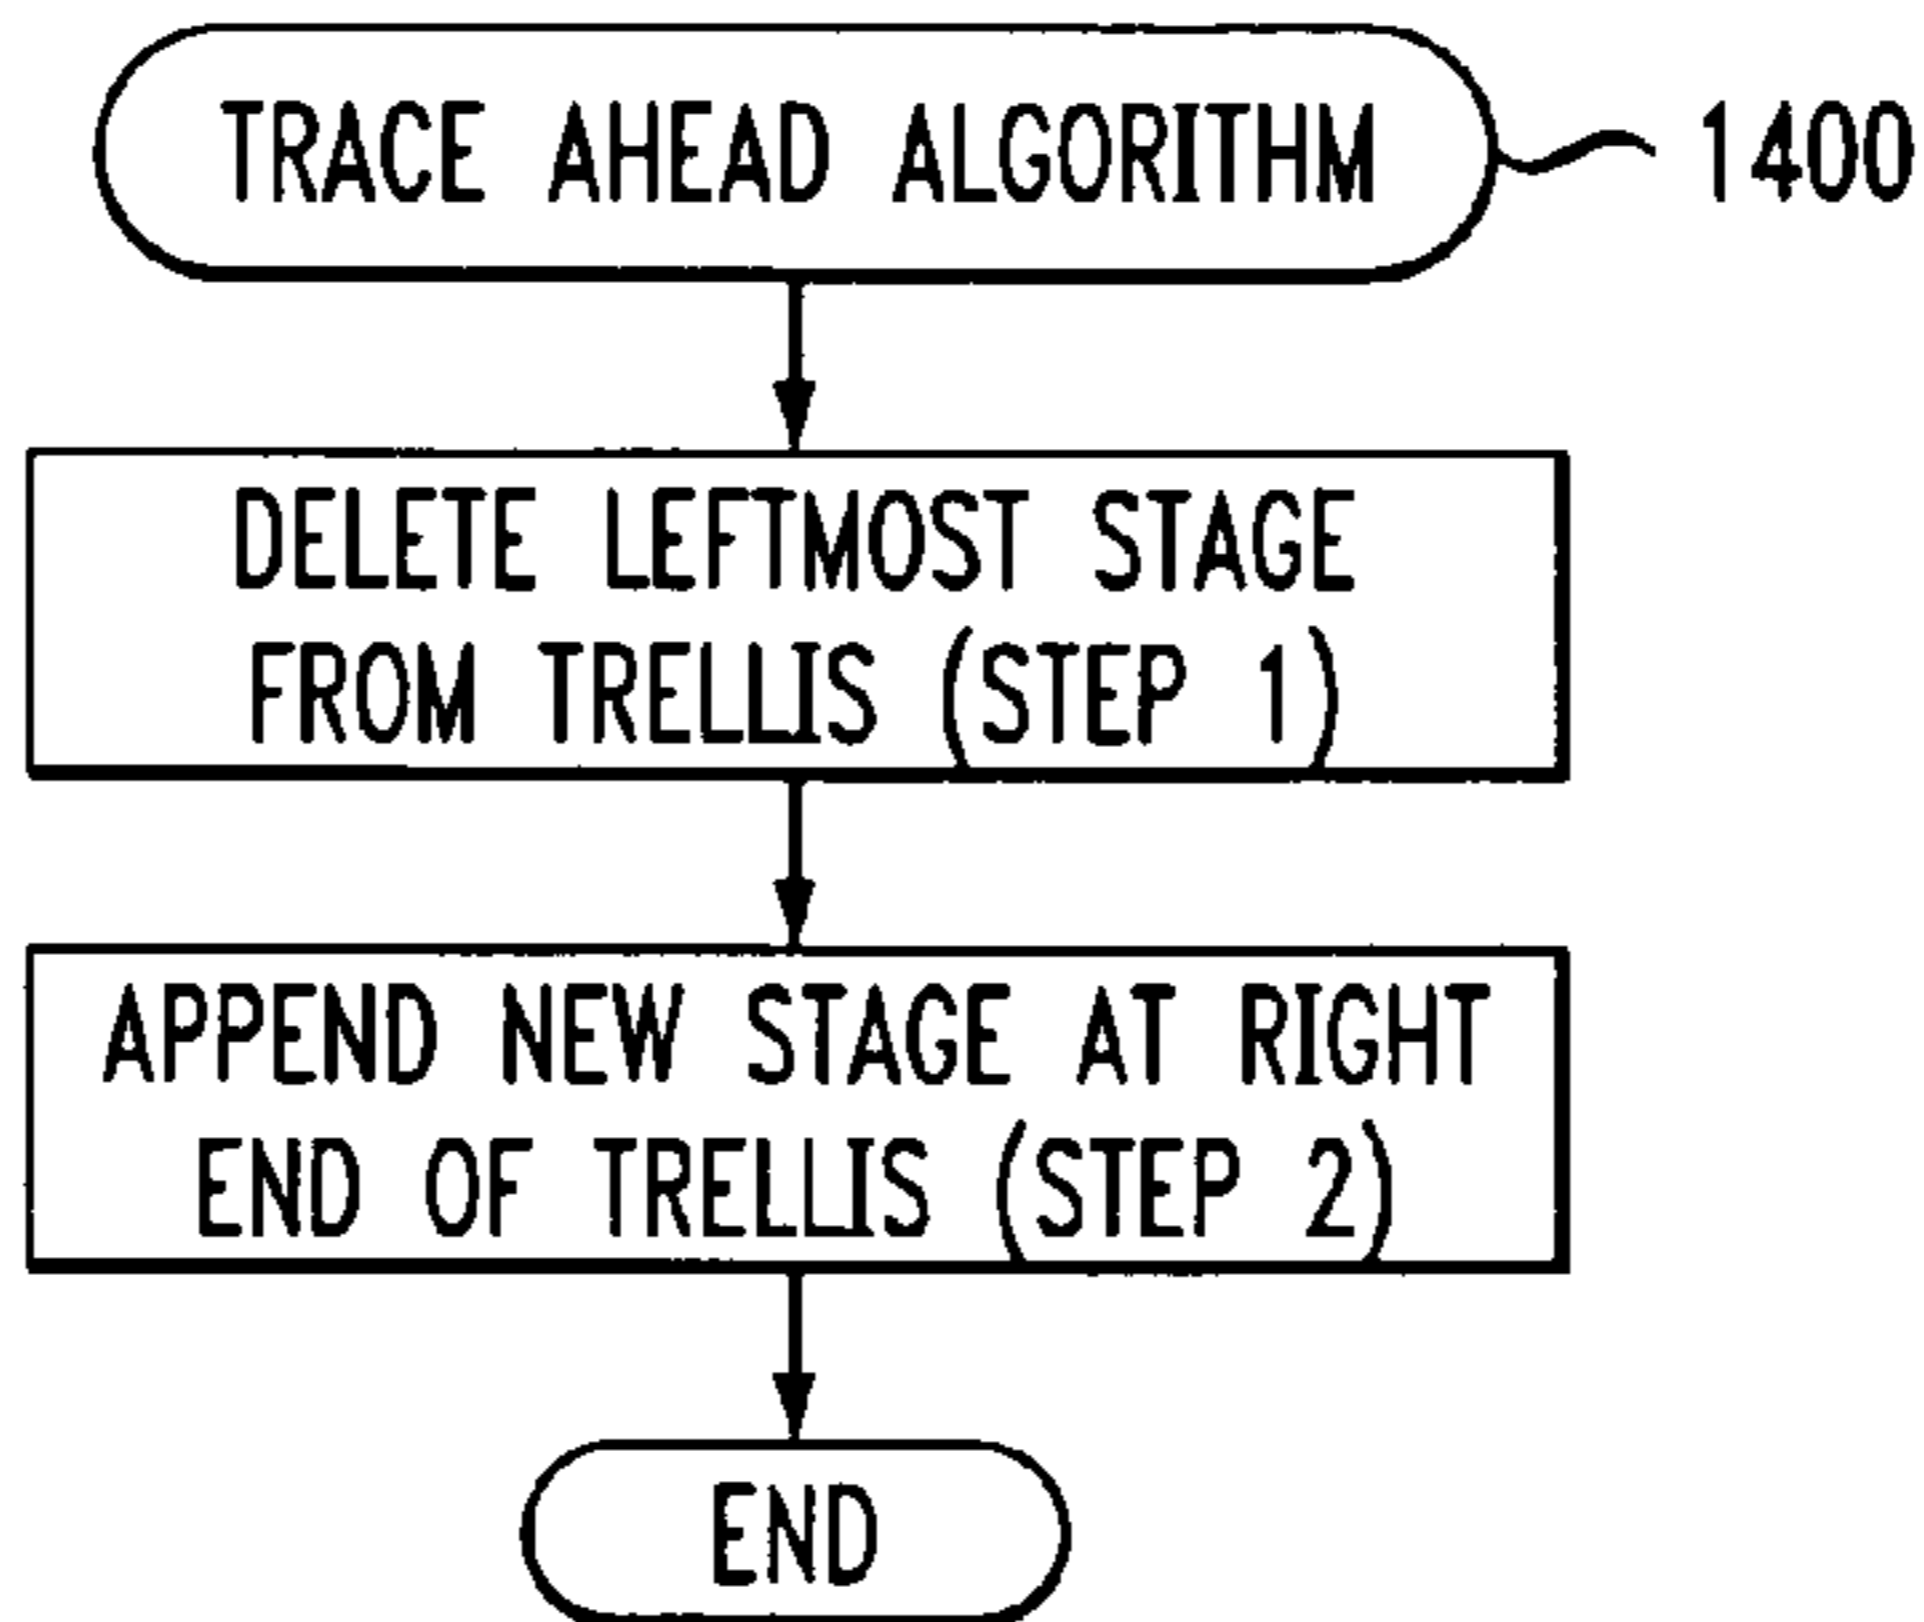 TRACE AHEAD ALGORITHM
1400
DELETE LEFTMOST STAGE
FROM TRELLIS (STEP 1)
APPEND NEW STAGE AT RIGHT
END OF TRELLIS (STEP 2)
END